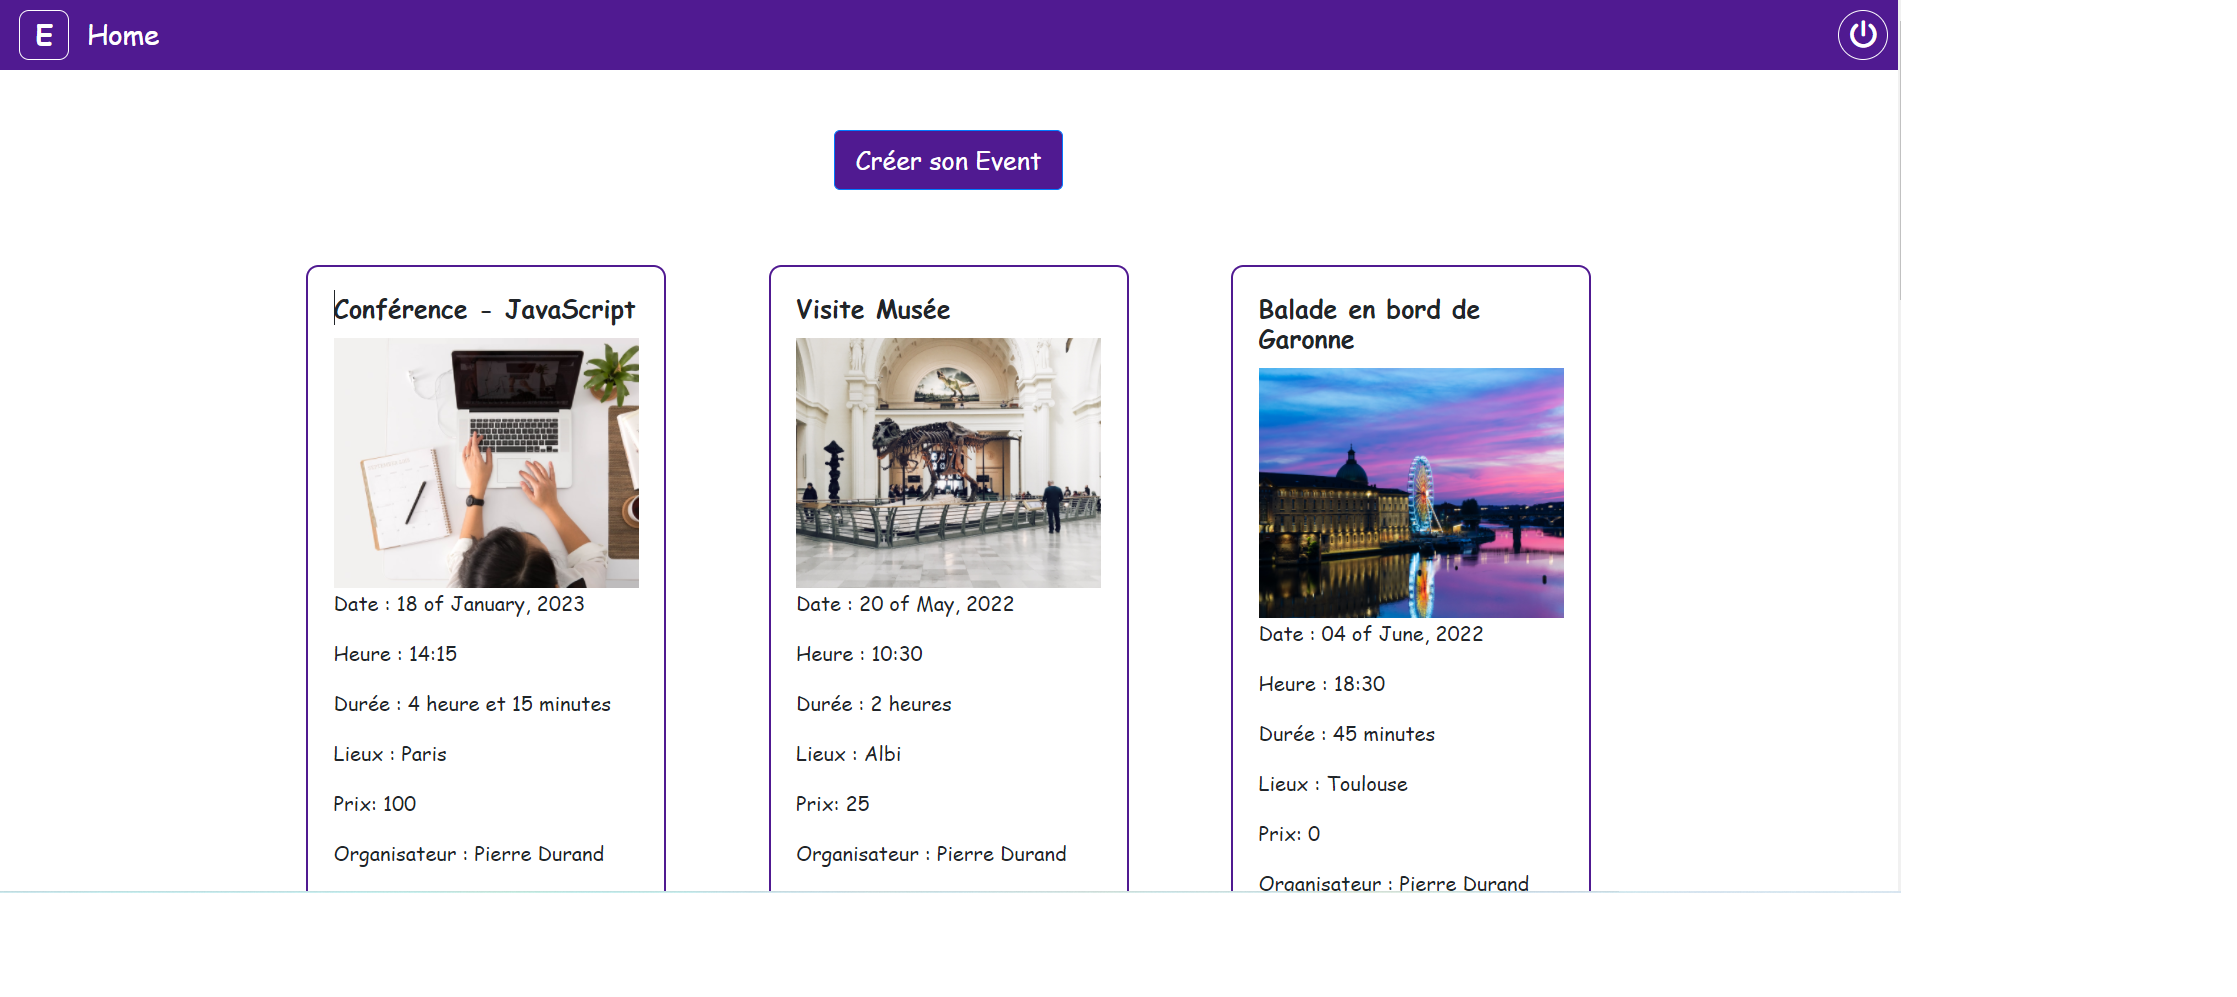 E Home
Créer son Event
Conférence - JavaScript
Date : 18 of January, 2023
Heure : 14:15
Durée : 4 heure et 15 minutes
Lieux : Paris
Prix: 100
Organisateur : Pierre Durand
Visite Musée
Date : 20 of May, 2022
Heure : 10:30
Durée : 2 heures
Lieux : Albi
Prix: 25
Organisateur : Pierre Durand
Balade en bord de
Garonne
Date : 04 of June, 2022
Heure : 18:30
Durée : 45 minutes
Lieux : Toulouse
Prix: 0
Organisateur : Pierre Durand